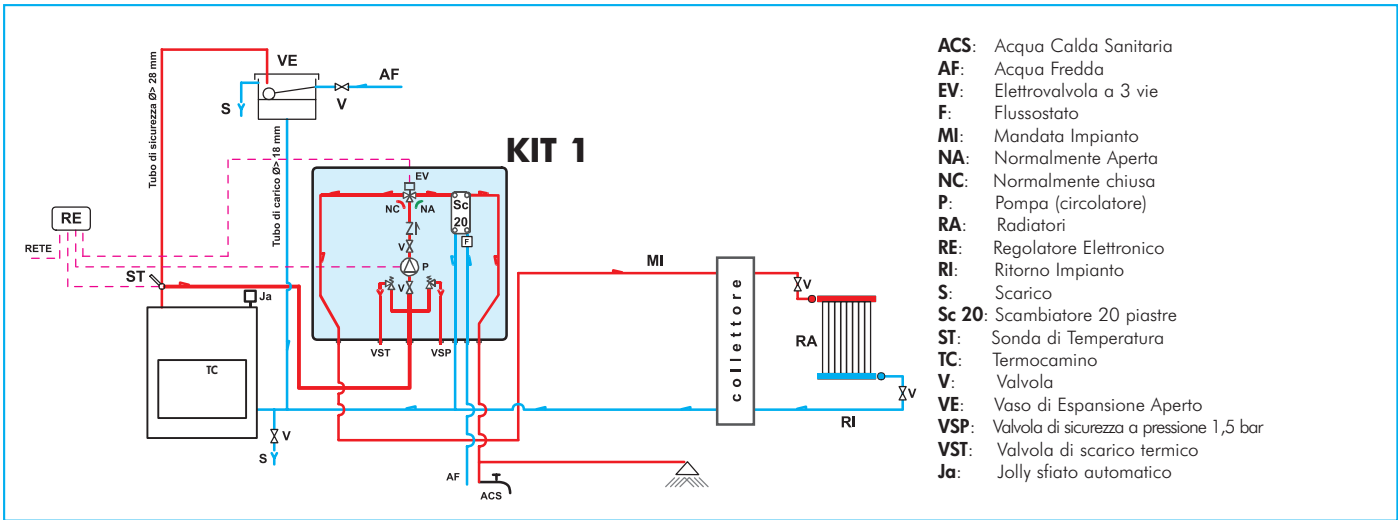 VE
AF
S
V
Tubo di sicurezza Ø> 28 mm
Tubo di carico Ø> 18 mm
KIT 1
EV
NC
NA
Sc
20
F
V
P
V
VST
VSP
RE
RETE
ST
Ja
TC
V
S
AF
ACS
MI
collettore
V
RA
V
RI
ACS: Acqua Calda Sanitaria
AF: Acqua Fredda
EV: Elettrovalvola a 3 vie
F: Flussostato
MI: Mandata Impianto
NA: Normalmente Aperta
NC: Normalmente chiusa
P: Pompa (circolatore)
RA: Radiatori
RE: Regolatore Elettronico
RI: Ritorno Impianto
S: Scarico
Sc 20: Scambiatore 20 piastre
ST: Sonda di Temperatura
TC: Termocamino
V: Valvola
VE: Vaso di Espansione Aperto
VSP: Valvola di sicurezza a pressione 1,5 bar
VST: Valvola di scarico termico
Ja: Jolly sfiato automatico